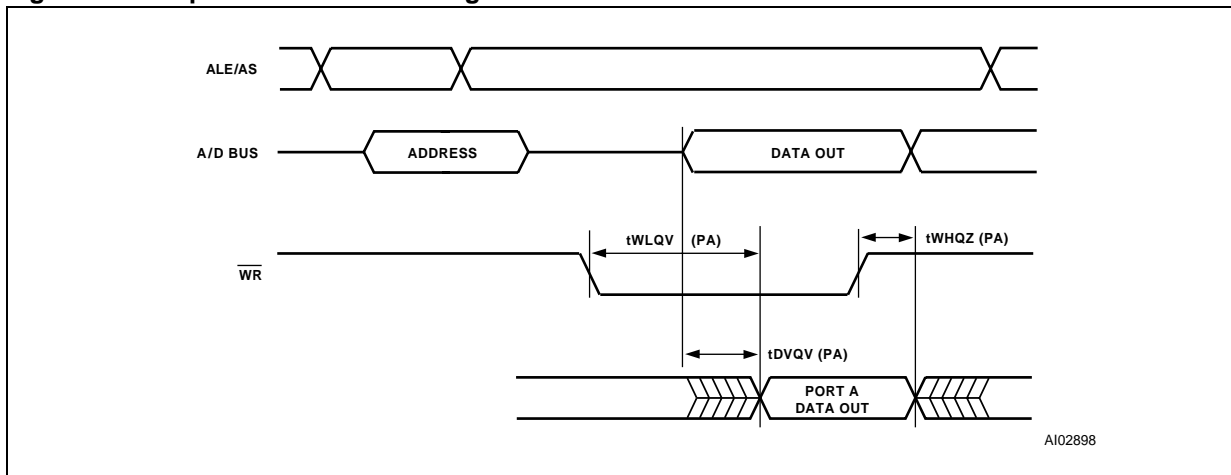 ALE/AS
A/D BUS
ADDRESS
DATA OUT
tWLQV (PA)
tWHQZ (PA)
WR
tDVQV (PA)
PORT A
DATA OUT
AI02898